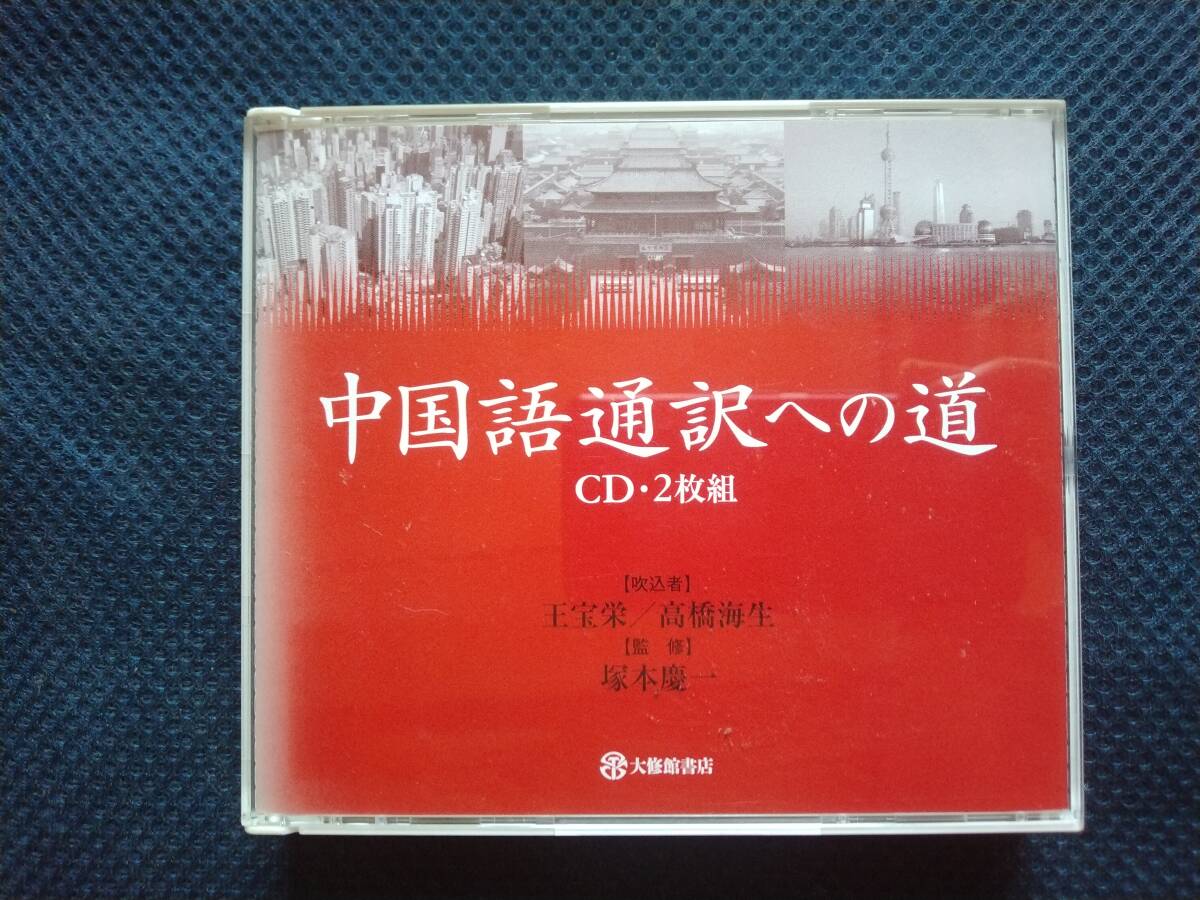 中国語通訳への道
CD・2枚組
【吹込者】
王宝栄／高橋海生
【監　修】
塚本慶一
大修館書店